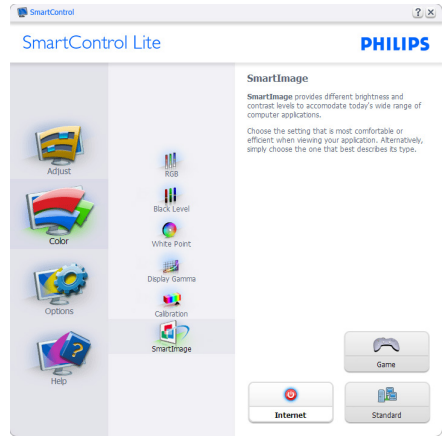 SmartControl
SmartControl Lite
PHILIPS
Adjust
Color
Options
Help
RGB
Black Level
White Point
Display Gamma
Calibration
SmartImage
SmartImage
SmartImage provides different brightness and
contrast levels to accomodate today's wide range of
computer applications.
Choose the setting that is most comfortable or
efficient when viewing your application. Alternatively,
simply choose the one that best describes its type.
Game
Internet
Standard